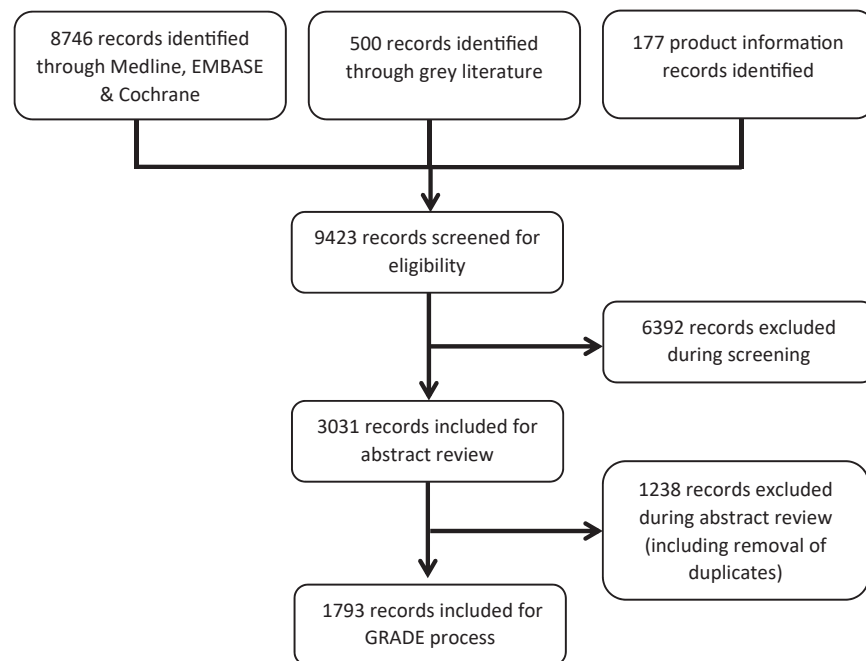 8746 records identified
through Medline, EMBASE
& Cochrane
500 records identified
through grey literature
177 product information
records identified
9423 records screened for
eligibility
6392 records excluded
during screening
3031 records included for
abstract review
1238 records excluded
during abstract review
(including removal of
duplicates)
1793 records included for
GRADE process